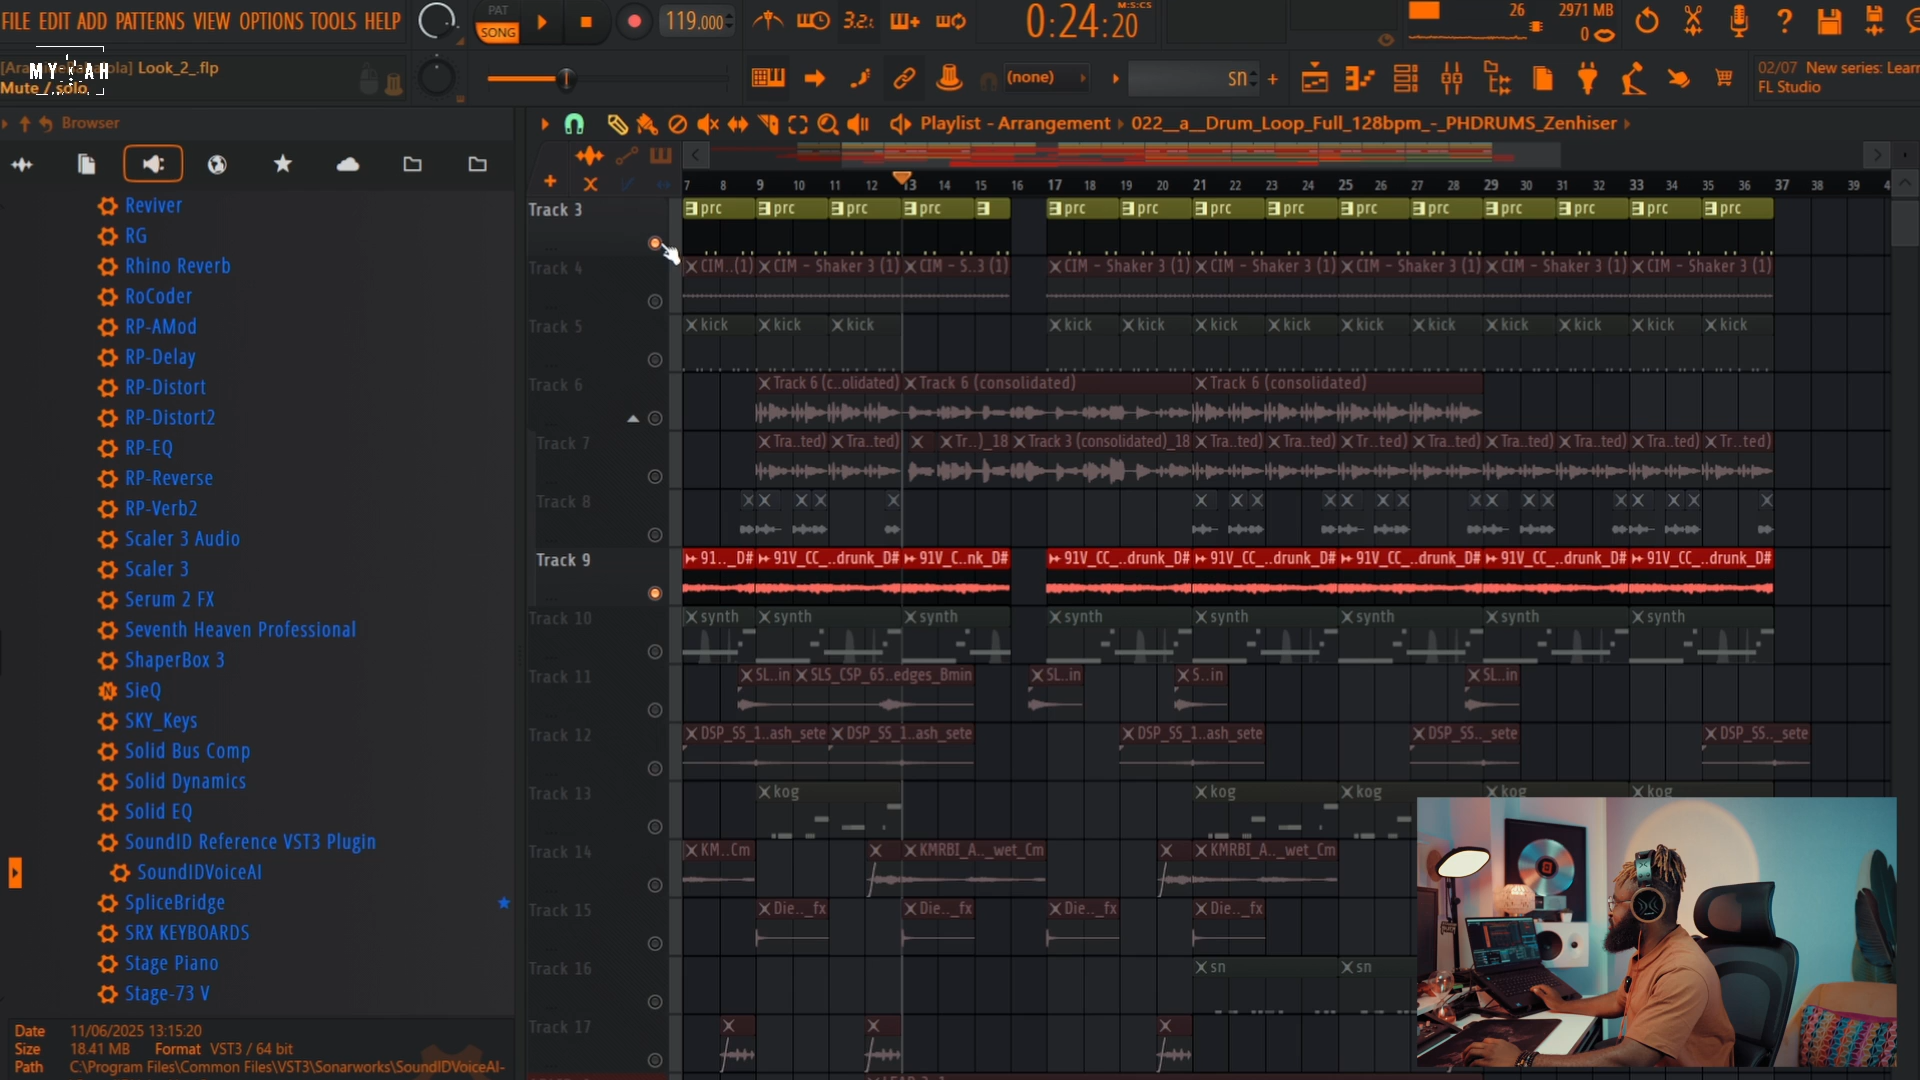 FILE EDIT ADD PATTERNS VIEW OPTIONS TOOLS HELP
PAT
SONG
119.000
3.2:
0:24:20
M:S:CS
26
2971 MB
0
Look_2_.flp
MYKAH
Mute / solo
(none)
sn
02/07 New series: Learn
FL Studio
Browser
Playlist - Arrangement
022__a__Drum_Loop_Full_128bpm_-_PHDRUMS_Zenhiser
7 8 9 10 11 12 13 14 15 16 17 18 19 20 21 22 23 24 25 26 27 28 29 30 31 32 33 34 35 36 37 38 39 4
Reviver
RG
Rhino Reverb
RoCoder
RP-AMod
RP-Delay
RP-Distort
RP-Distort2
RP-EQ
RP-Reverse
RP-Verb2
Scaler 3 Audio
Scaler 3
Serum 2 FX
Seventh Heaven Professional
ShaperBox 3
SieQ
SKY_Keys
Solid Bus Comp
Solid Dynamics
Solid EQ
SoundID Reference VST3 Plugin
SoundIDVoiceAI
SpliceBridge
SRX KEYBOARDS
Stage Piano
Stage-73 V
Date 11/06/2025 13:15:20
Size 18.41 MB Format VST3 / 64 bit
Path C:\Program Files\Common Files\VST3\Sonarworks\SoundIDVoiceAI-
Track 3 prc prc prc prc prc prc prc prc prc prc prc prc prc prc
Track 4 CIM..(1) CIM - Shaker 3 (1) CIM - S..3 (1) CIM - Shaker 3 (1) CIM - Shaker 3 (1) CIM - Shaker 3 (1) CIM - Shaker 3 (1) CIM - Shaker 3 (1)
Track 5 kick kick kick kick kick kick kick kick kick kick kick kick kick
Track 6 Track 6 (c..olidated) Track 6 (consolidated) Track 6 (consolidated)
Track 7 Tra..ted) Tra..ted) Tr..)_18 Track 3 (consolidated)_18 Tra..ted) Tra..ted) Tr..ted) Tra..ted) Tra..ted) Tra..ted) Tra..ted) Tr..ted)
Track 8
Track 9 91.._D# 91V_CC_..drunk_D# 91V_C..nk_D# 91V_CC_..drunk_D# 91V_CC_..drunk_D# 91V_CC_..drunk_D# 91V_CC_..drunk_D# 91V_CC_..drunk_D#
Track 10 synth synth synth synth synth synth synth synth
Track 11 SL..in SLS_CSP_65..edges_Bmin SL..in S..in SL..in
Track 12 DSP_SS_1..ash_sete DSP_SS_1..ash_sete DSP_SS_1..ash_sete DSP_SS.._sete DSP_SS.._sete
Track 13 kog kog kog kog kog
Track 14 KM..Cm KMRBI_A.._wet_Cm KMRBI_A.._wet_Cm
Track 15 Die.._fx Die.._fx Die.._fx Die.._fx
Track 16 sn sn
Track 17